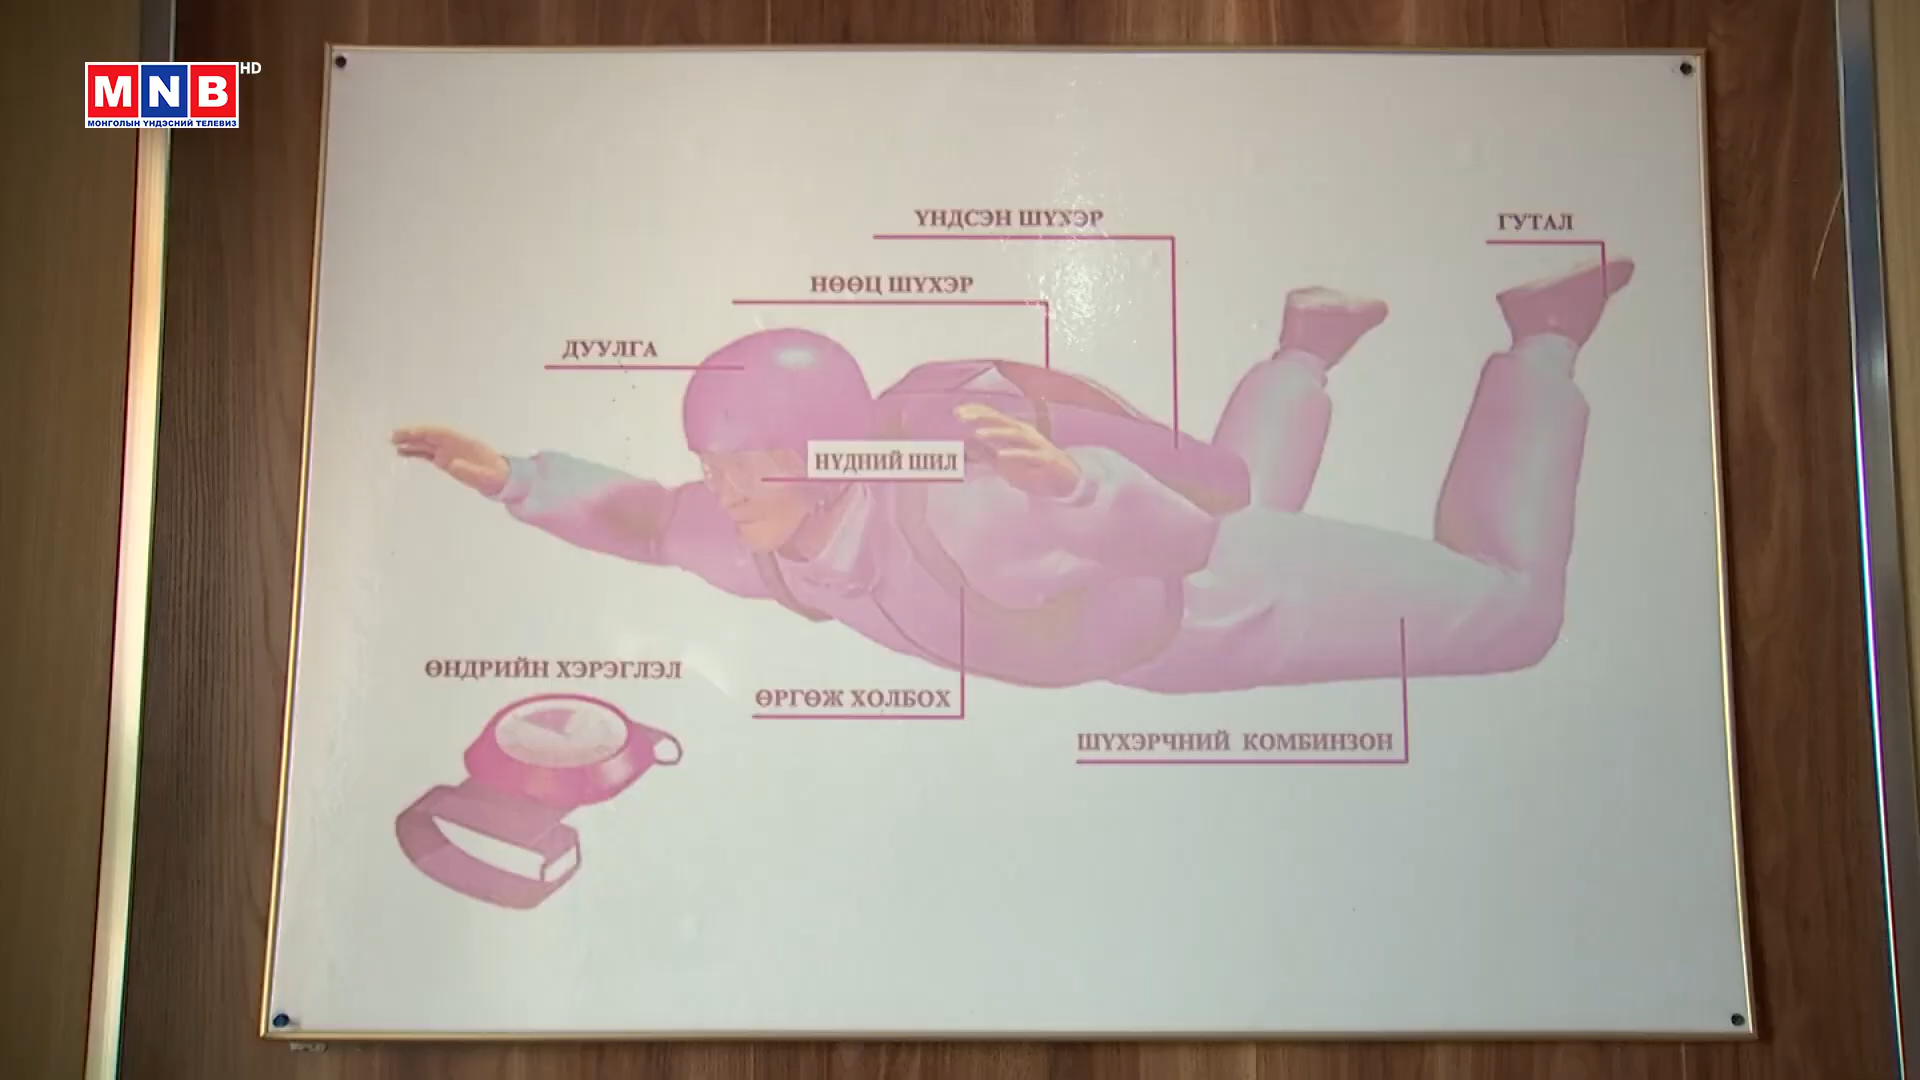 MNB HD
МОНГОЛЫН ҮНДЭСНИЙ ТЕЛЕВИЗ
ҮНДСЭН ШҮХЭР
ГУТАЛ
НӨӨЦ ШҮХЭР
ДУУЛГА
НҮДНИЙ ШИЛ
ӨНДРИЙН ХЭРЭГЛЭЛ
ӨРГӨЖ ХОЛБОХ
ШҮХЭРЧНИЙ КОМБИНЗОН